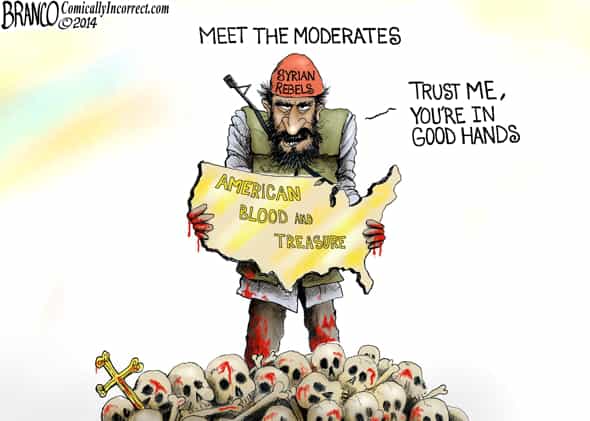 BRANCO ComicallyIncorrect.com
©2014
MEET THE MODERATES
SYRIAN
REBELS
TRUST ME,
YOU'RE IN
GOOD HANDS
AMERICAN
BLOOD AND
TREASURE